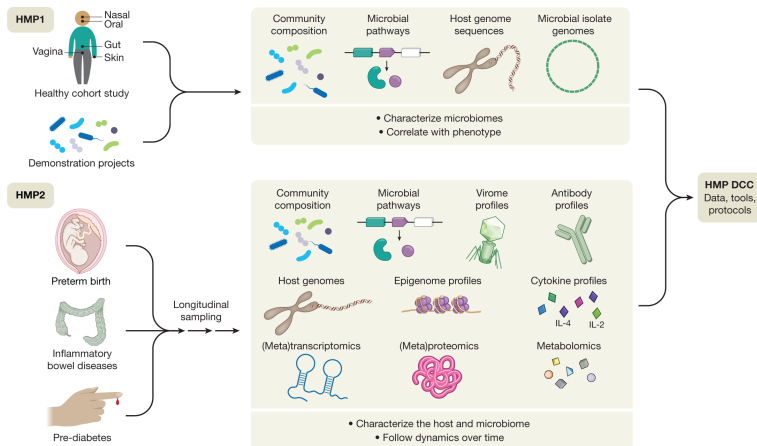 HMP1
Nasal
Oral
Vagina
Gut
Skin
Healthy cohort study
Demonstration projects
Community
composition
Microbial
pathways
Host genome
sequences
Microbial isolate
genomes
• Characterize microbiomes
• Correlate with phenotype
HMP2
Preterm birth
Inflammatory
bowel diseases
Pre-diabetes
Longitudinal
sampling
Community
composition
Microbial
pathways
Virome
profiles
Antibody
profiles
Host genomes
Epigenome profiles
Cytokine profiles
IL-4
IL-2
(Meta)transcriptomics
(Meta)proteomics
Metabolomics
• Characterize the host and microbiome
• Follow dynamics over time
HMP DCC
Data, tools,
protocols